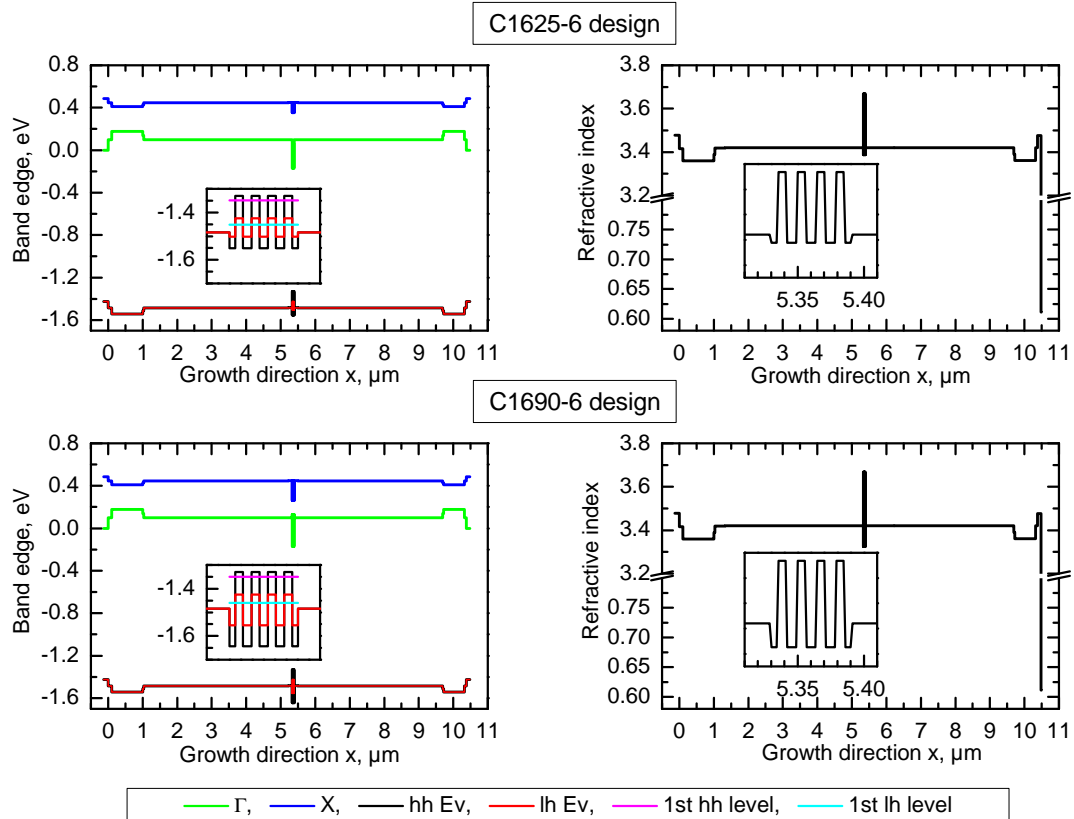 C1625-6 design
0.8
0.4
0.0
-0.4
-0.8
-1.2
-1.6
Band edge, eV
-1.4
-1.6
0 1 2 3 4 5 6 7 8 9 10 11
Growth direction x, µm
3.8
3.6
3.4
3.2
0.75
0.70
0.65
0.60
Refractive index
5.35 5.40
0 1 2 3 4 5 6 7 8 9 10 11
Growth direction x, µm
C1690-6 design
0.8
0.4
0.0
-0.4
-0.8
-1.2
-1.6
Band edge, eV
-1.4
-1.6
0 1 2 3 4 5 6 7 8 9 10 11
Growth direction x, µm
3.8
3.6
3.4
3.2
0.75
0.70
0.65
0.60
Refractive index
5.35 5.40
0 1 2 3 4 5 6 7 8 9 10 11
Growth direction x, µm
Γ, X, hh Ev, lh Ev, 1st hh level, 1st lh level